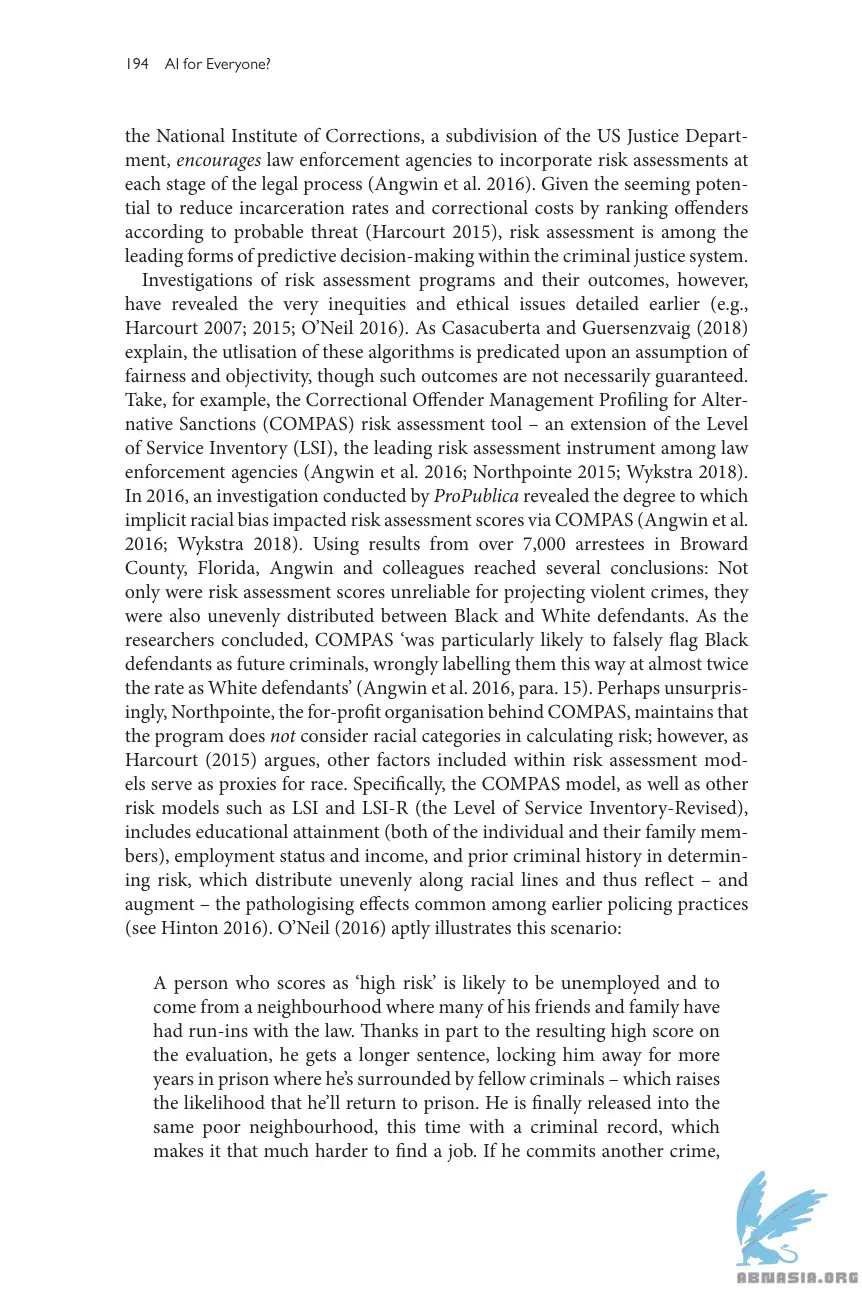 194 AI for Everyone?
the National Institute of Corrections, a subdivision of the US Justice Depart-
ment, encourages law enforcement agencies to incorporate risk assessments at
each stage of the legal process (Angwin et al. 2016). Given the seeming poten-
tial to reduce incarceration rates and correctional costs by ranking offenders
according to probable threat (Harcourt 2015), risk assessment is among the
leading forms of predictive decision-making within the criminal justice system.
Investigations of risk assessment programs and their outcomes, however,
have revealed the very inequities and ethical issues detailed earlier (e.g.,
Harcourt 2007; 2015; O’Neil 2016). As Casacuberta and Guersenzvaig (2018)
explain, the utlisation of these algorithms is predicated upon an assumption of
fairness and objectivity, though such outcomes are not necessarily guaranteed.
Take, for example, the Correctional Offender Management Profiling for Alter-
native Sanctions (COMPAS) risk assessment tool – an extension of the Level
of Service Inventory (LSI), the leading risk assessment instrument among law
enforcement agencies (Angwin et al. 2016; Northpointe 2015; Wykstra 2018).
In 2016, an investigation conducted by ProPublica revealed the degree to which
implicit racial bias impacted risk assessment scores via COMPAS (Angwin et al.
2016; Wykstra 2018). Using results from over 7,000 arrestees in Broward
County, Florida, Angwin and colleagues reached several conclusions: Not
only were risk assessment scores unreliable for projecting violent crimes, they
were also unevenly distributed between Black and White defendants. As the
researchers concluded, COMPAS ‘was particularly likely to falsely flag Black
defendants as future criminals, wrongly labelling them this way at almost twice
the rate as White defendants’ (Angwin et al. 2016, para. 15). Perhaps unsurpris-
ingly, Northpointe, the for-profit organisation behind COMPAS, maintains that
the program does not consider racial categories in calculating risk; however, as
Harcourt (2015) argues, other factors included within risk assessment mod-
els serve as proxies for race. Specifically, the COMPAS model, as well as other
risk models such as LSI and LSI-R (the Level of Service Inventory-Revised),
includes educational attainment (both of the individual and their family mem-
bers), employment status and income, and prior criminal history in determin-
ing risk, which distribute unevenly along racial lines and thus reflect – and
augment – the pathologising effects common among earlier policing practices
(see Hinton 2016). O’Neil (2016) aptly illustrates this scenario:
A person who scores as ‘high risk’ is likely to be unemployed and to
come from a neighbourhood where many of his friends and family have
had run-ins with the law. Thanks in part to the resulting high score on
the evaluation, he gets a longer sentence, locking him away for more
years in prison where he’s surrounded by fellow criminals – which raises
the likelihood that he’ll return to prison. He is finally released into the
same poor neighbourhood, this time with a criminal record, which
makes it that much harder to find a job. If he commits another crime,
ABNASIA.ORG